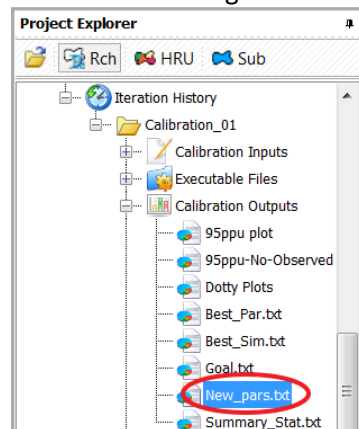 Project Explorer
Rch HRU Sub
Iteration History
Calibration_01
Calibration Inputs
Executable Files
Calibration Outputs
95ppu plot
95ppu-No-Observed
Dotty Plots
Best_Par.txt
Best_Sim.txt
Goal.txt
New_pars.txt
Summary_Stat.txt